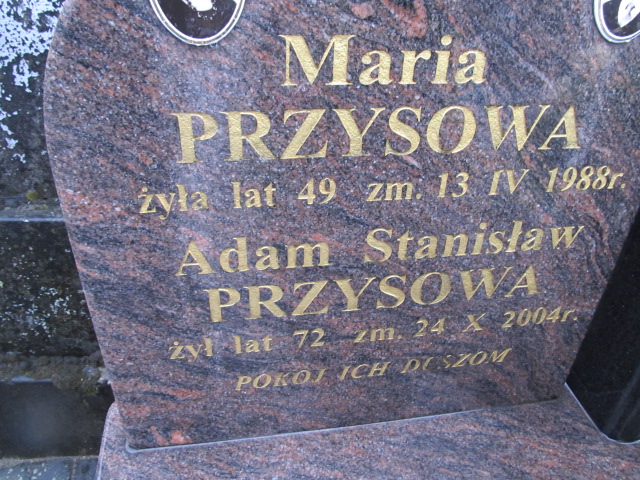 Maria
PRZYSOWA
żyła lat 49 zm. 13 IV 1988r.
Adam Stanisław
PRZYSOWA
żył lat 72 zm. 24 X 2004r.
POKÓJ ICH DUSZOM